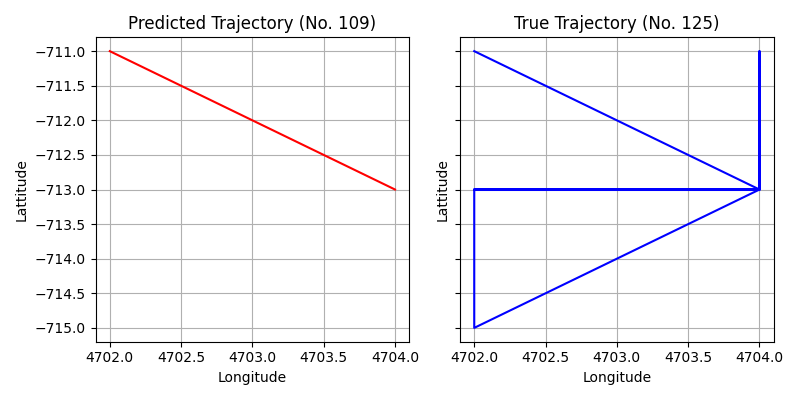 Predicted Trajectory (No. 109)
True Trajectory (No. 125)
−711.0
−711.5
−712.0
−712.5
−713.0
−713.5
−714.0
−714.5
−715.0
Lattitude
Lattitude
4702.0 4702.5 4703.0 4703.5 4704.0
4702.0 4702.5 4703.0 4703.5 4704.0
Longitude
Longitude